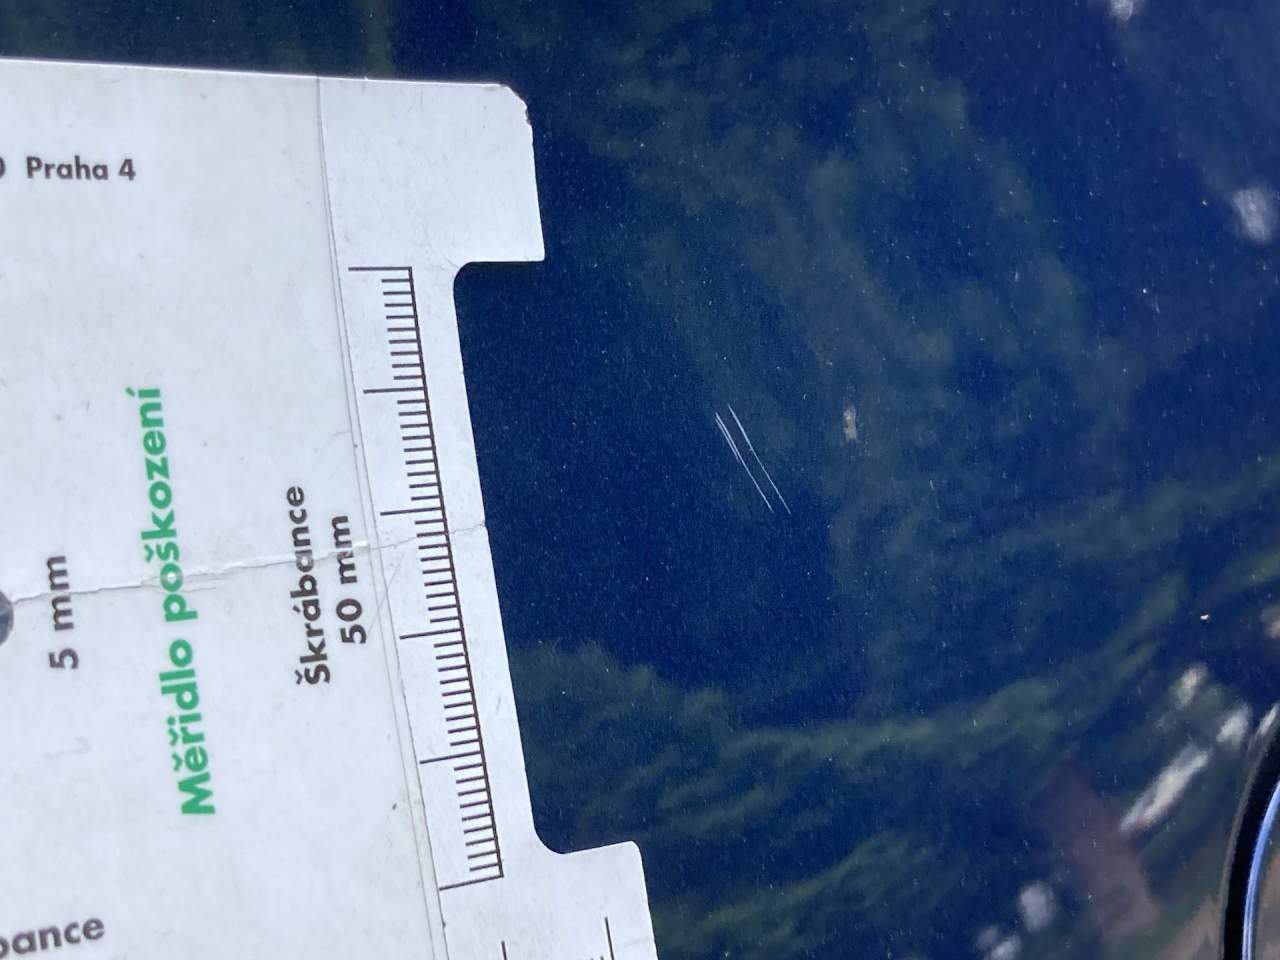 Praha 4
5 mm
Měřidlo poškození
Škrábance
50 mm